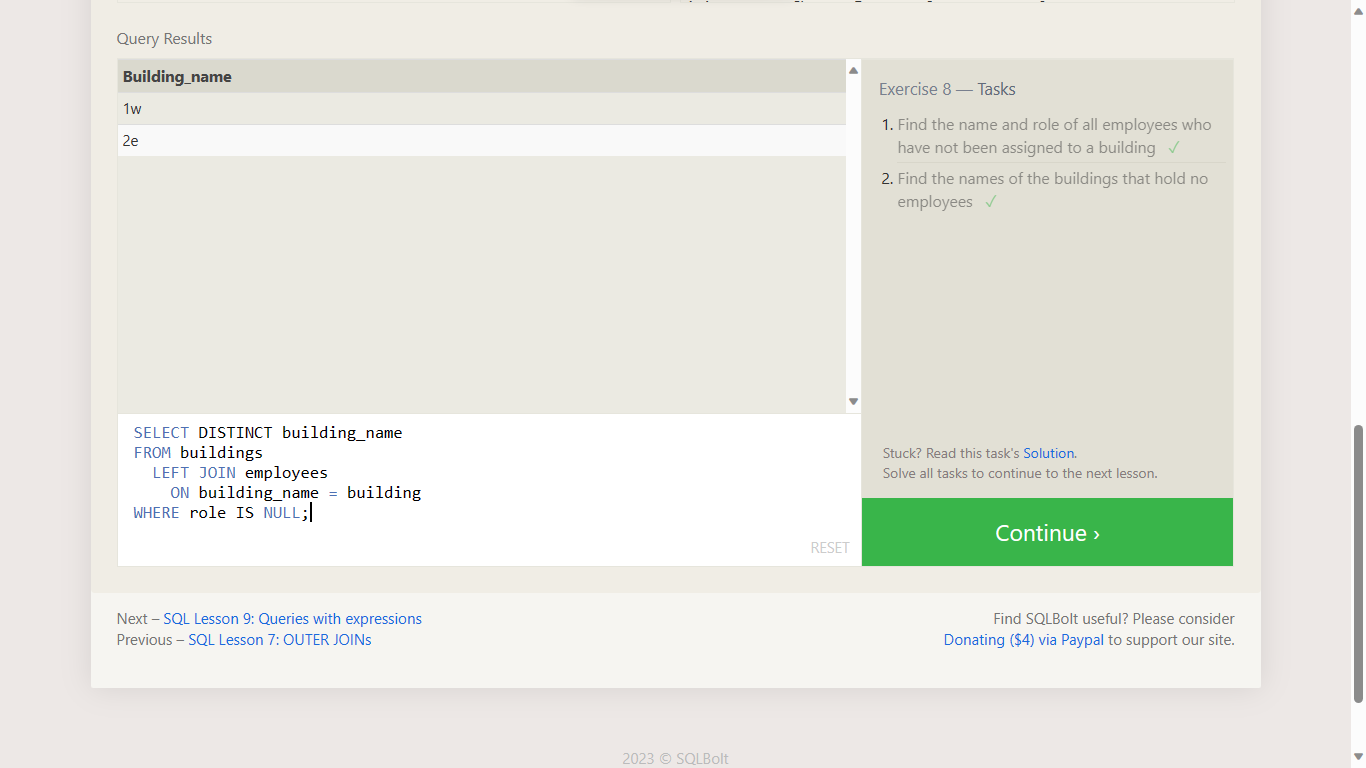 Query Results
Building_name
1w
2e
Exercise 8 — Tasks
1. Find the name and role of all employees who
have not been assigned to a building ✓
2. Find the names of the buildings that hold no
employees ✓
Stuck? Read this task's Solution.
Solve all tasks to continue to the next lesson.
Continue ›
SELECT DISTINCT building_name
FROM buildings
LEFT JOIN employees
ON building_name = building
WHERE role IS NULL;
RESET
Next – SQL Lesson 9: Queries with expressions
Previous – SQL Lesson 7: OUTER JOINs
Find SQLBolt useful? Please consider
Donating ($4) via Paypal to support our site.
2023 © SQLBolt